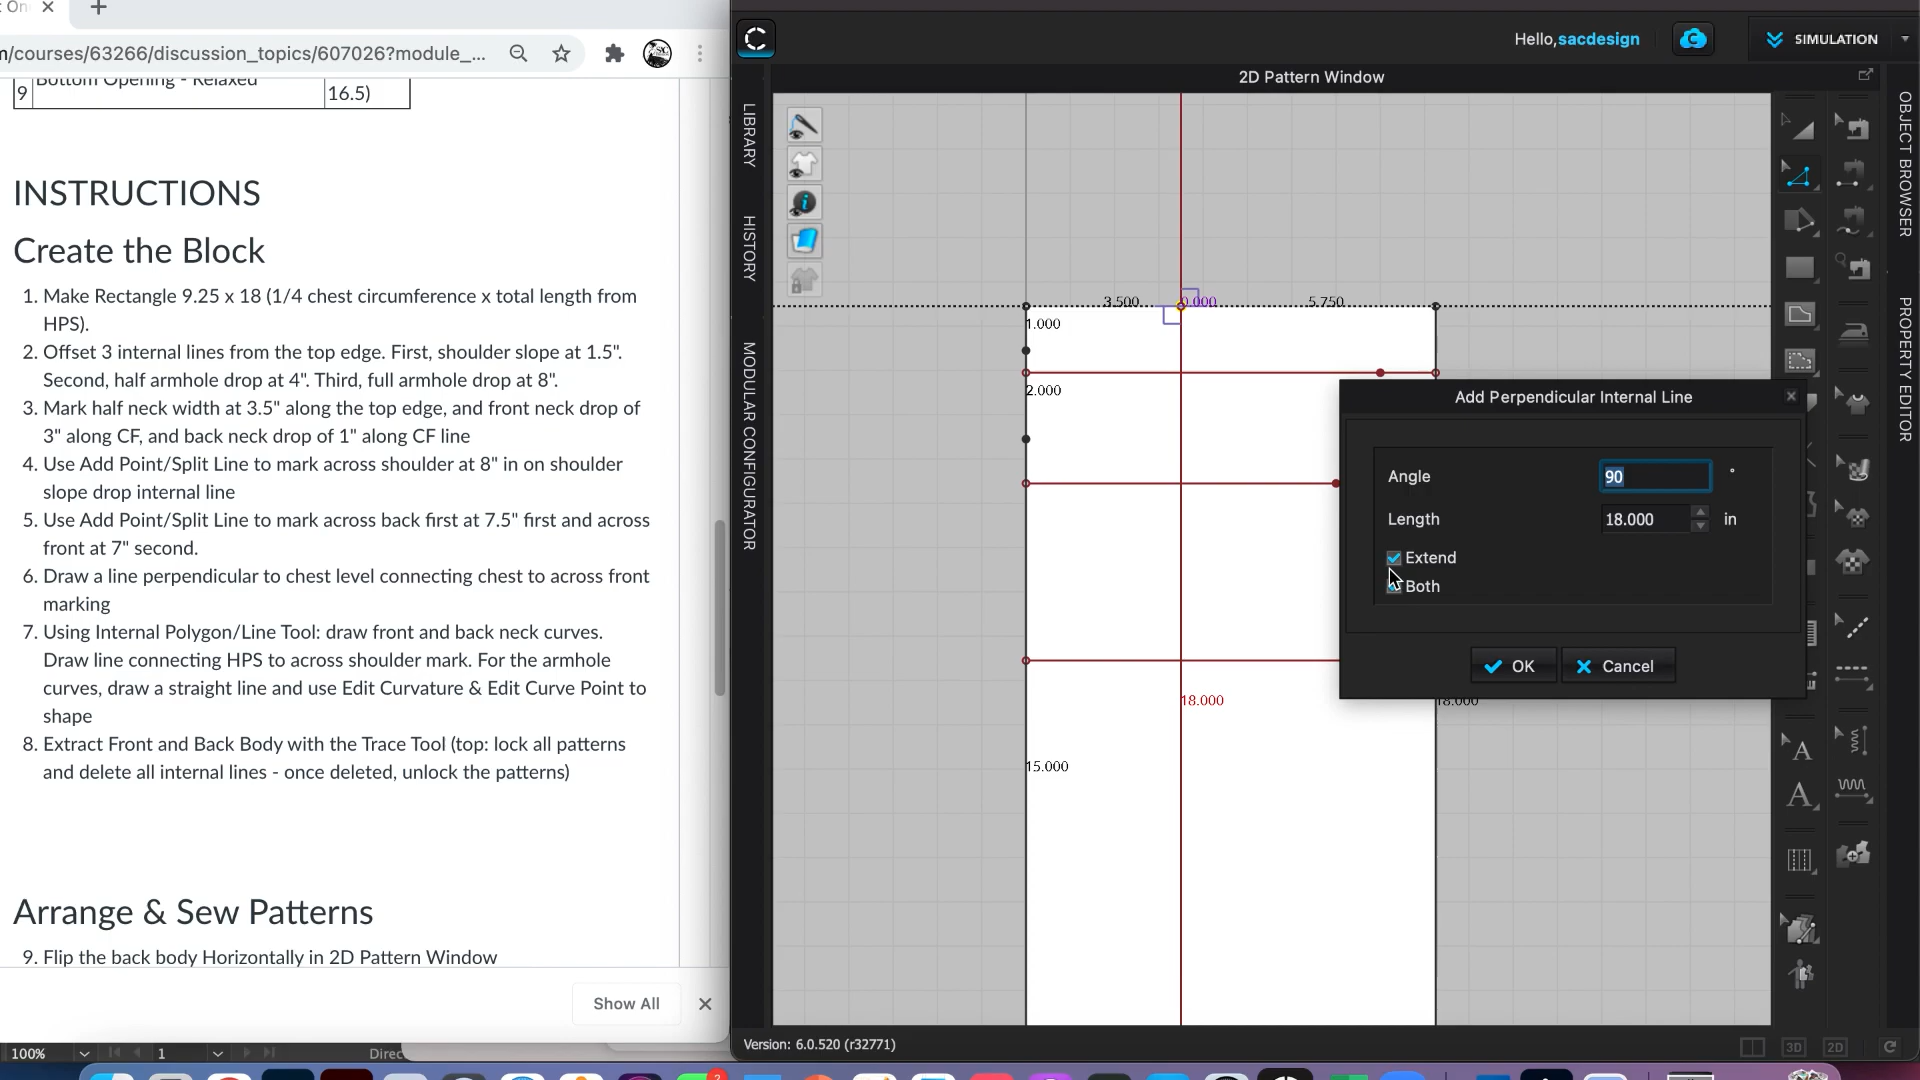 m/courses/63266/discussion_topics/607026?module_...
Hello,sacdesign
SIMULATION
2D Pattern Window
LIBRARY
HISTORY
MODULAR CONFIGURATOR
OBJECT BROWSER
PROPERTY EDITOR
Bottom Opening - Relaxed
9
16.5)
INSTRUCTIONS
Create the Block
1. Make Rectangle 9.25 x 18 (1/4 chest circumference x total length from
HPS).
2. Offset 3 internal lines from the top edge. First, shoulder slope at 1.5".
Second, half armhole drop at 4". Third, full armhole drop at 8".
3. Mark half neck width at 3.5" along the top edge, and front neck drop of
3" along CF, and back neck drop of 1" along CF line
4. Use Add Point/Split Line to mark across shoulder at 8" in on shoulder
slope drop internal line
5. Use Add Point/Split Line to mark across back first at 7.5" first and across
front at 7" second.
6. Draw a line perpendicular to chest level connecting chest to across front
marking
7. Using Internal Polygon/Line Tool: draw front and back neck curves.
Draw line connecting HPS to across shoulder mark. For the armhole
curves, draw a straight line and use Edit Curvature & Edit Curve Point to
shape
8. Extract Front and Back Body with the Trace Tool (top: lock all patterns
and delete all internal lines - once deleted, unlock the patterns)
Arrange & Sew Patterns
9. Flip the back body Horizontally in 2D Pattern Window
Show All
100%
1
Direc
3.500
0.000
5.750
1.000
2.000
18.000
18.000
15.000
Add Perpendicular Internal Line
Angle
90
°
Length
18.000
in
Extend
Both
OK
Cancel
Version: 6.0.520 (r32771)
3D
2D
2